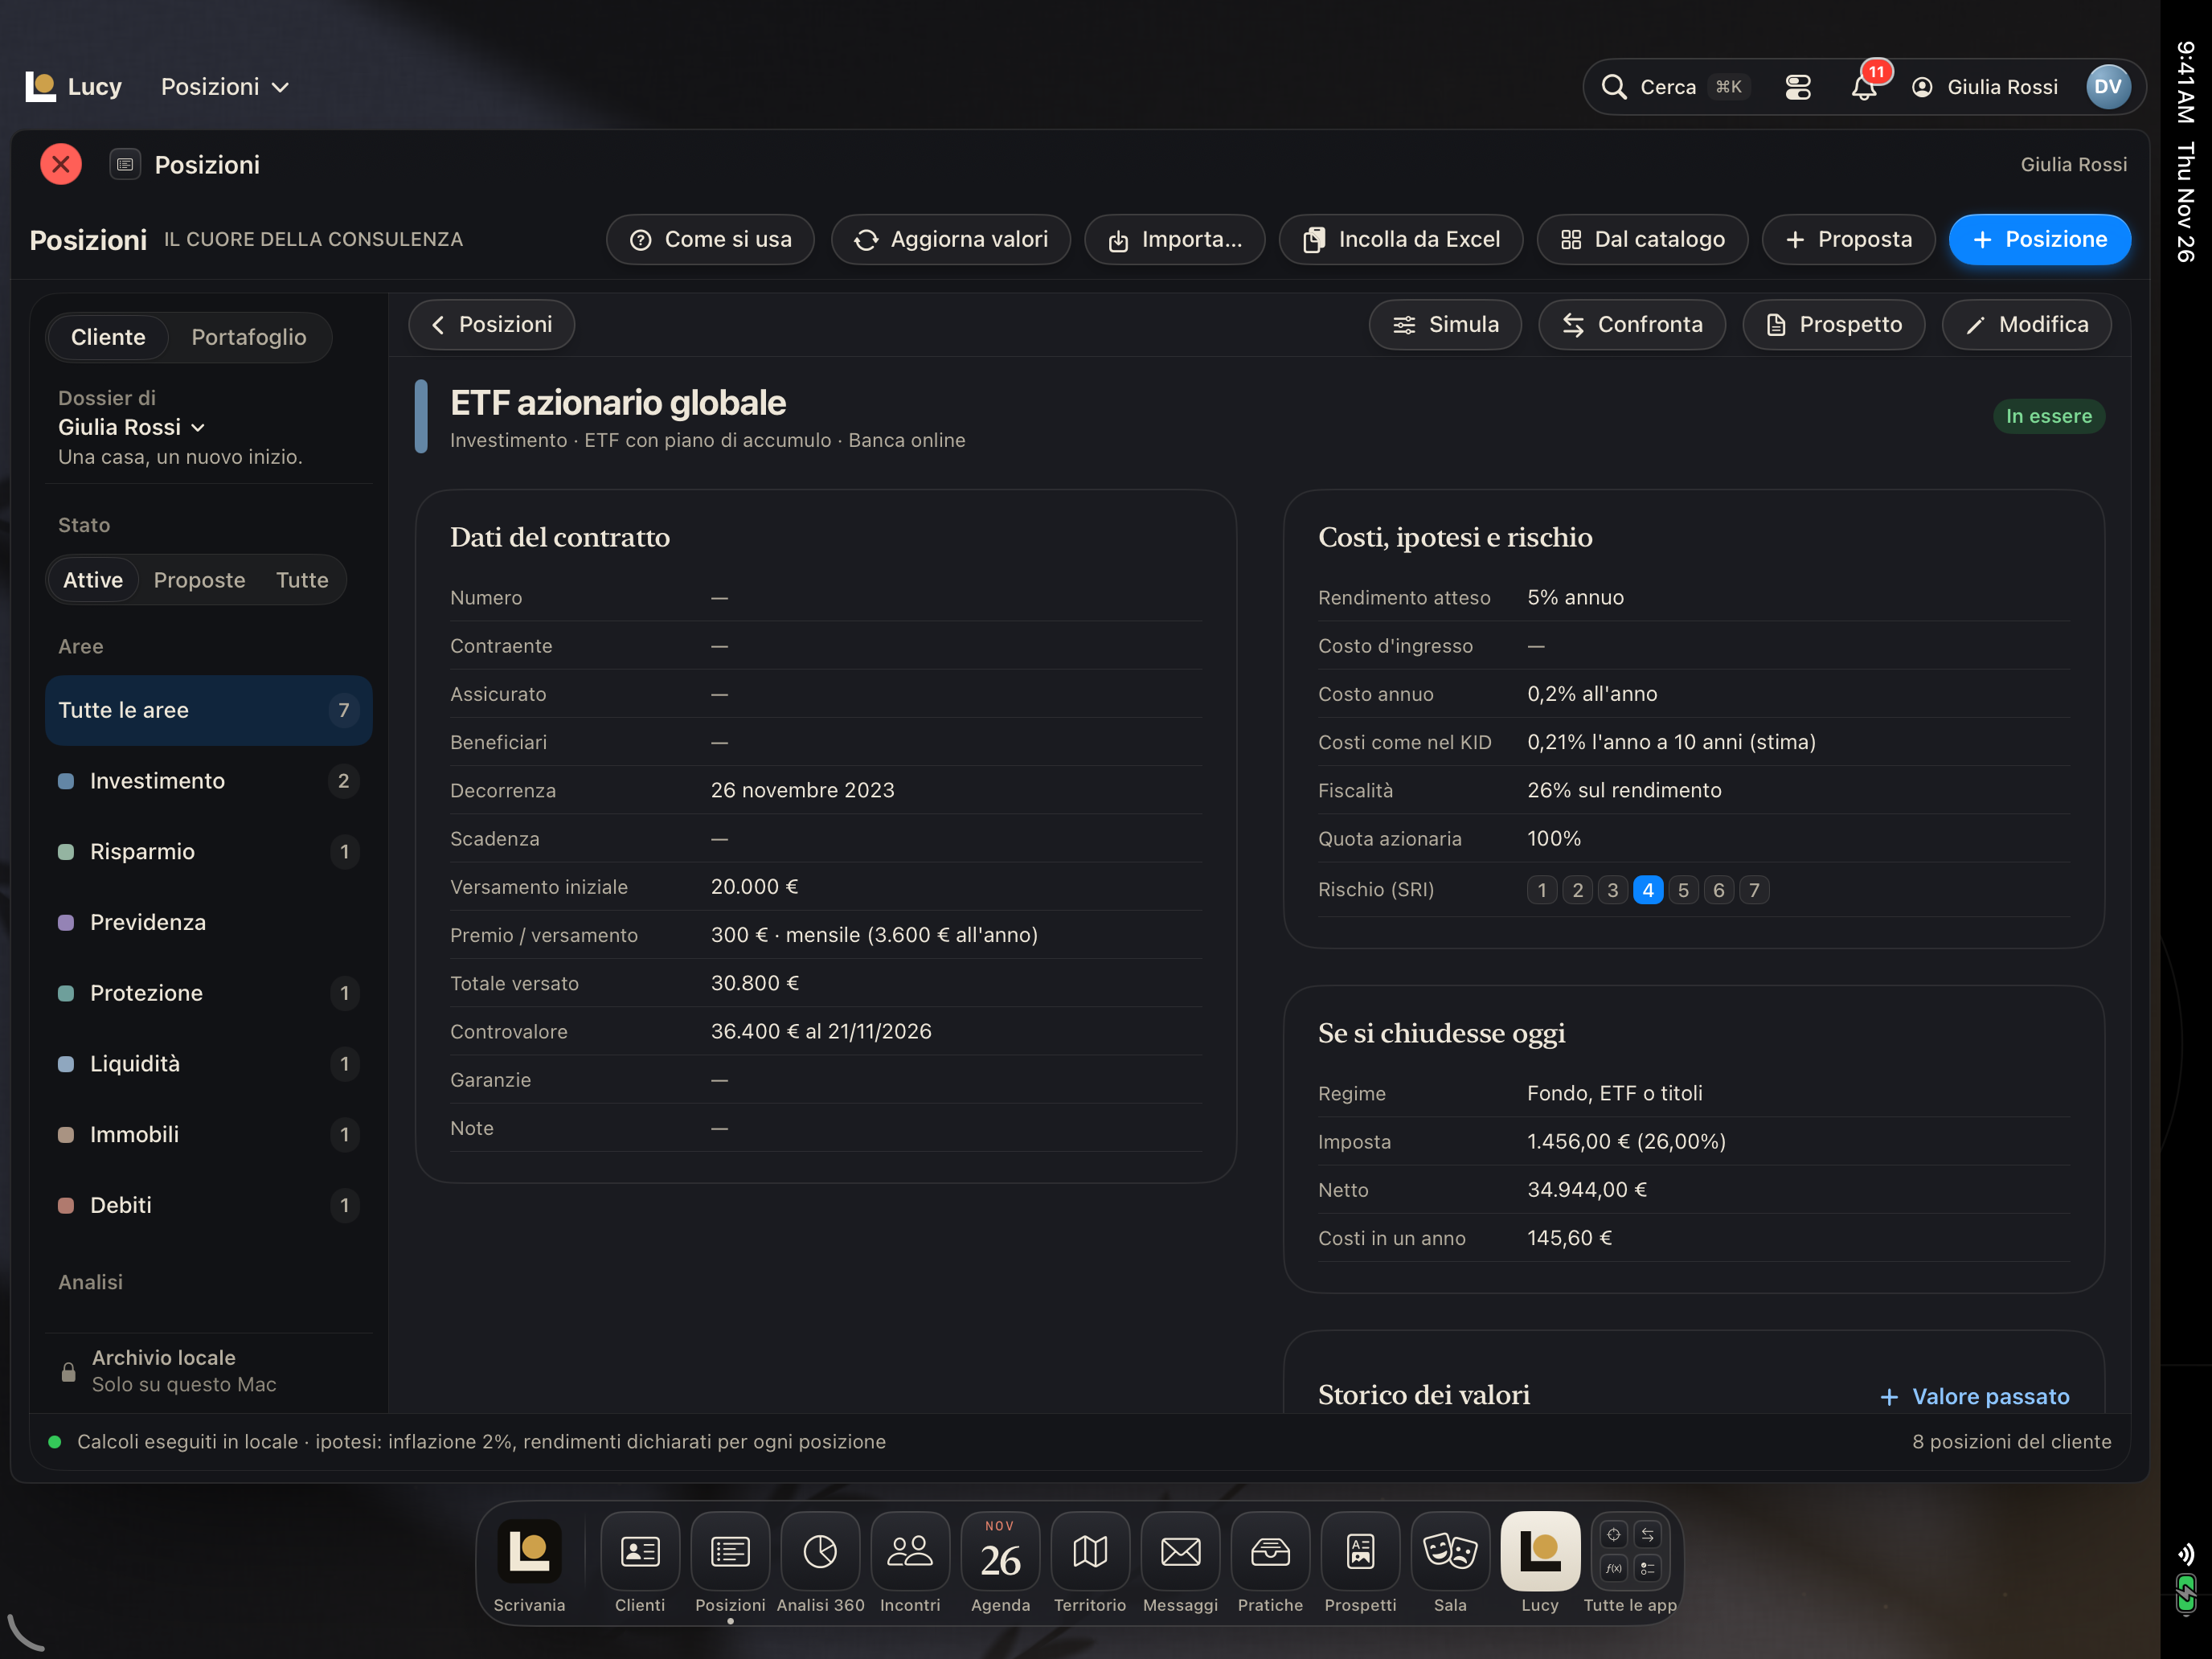 Lucy
Posizioni
Cerca ⌘K
11
Giulia Rossi
DV
9:41 AM Thu Nov 26
Posizioni
Giulia Rossi
Posizioni IL CUORE DELLA CONSULENZA
Come si usa
Aggiorna valori
Importa...
Incolla da Excel
Dal catalogo
+ Proposta
+ Posizione
Cliente
Portafoglio
Dossier di
Giulia Rossi
Una casa, un nuovo inizio.
Stato
Attive
Proposte
Tutte
Aree
Tutte le aree 7
Investimento 2
Risparmio 1
Previdenza
Protezione 1
Liquidità 1
Immobili 1
Debiti 1
Analisi
Archivio locale
Solo su questo Mac
Posizioni
Simula
Confronta
Prospetto
Modifica
ETF azionario globale
Investimento · ETF con piano di accumulo · Banca online
In essere
Dati del contratto
Numero —
Contraente —
Assicurato —
Beneficiari —
Decorrenza 26 novembre 2023
Scadenza —
Versamento iniziale 20.000 €
Premio / versamento 300 € · mensile (3.600 € all'anno)
Totale versato 30.800 €
Controvalore 36.400 € al 21/11/2026
Garanzie —
Note —
Costi, ipotesi e rischio
Rendimento atteso 5% annuo
Costo d'ingresso —
Costo annuo 0,2% all'anno
Costi come nel KID 0,21% l'anno a 10 anni (stima)
Fiscalità 26% sul rendimento
Quota azionaria 100%
Rischio (SRI) 1 2 3 4 5 6 7
Se si chiudesse oggi
Regime Fondo, ETF o titoli
Imposta 1.456,00 € (26,00%)
Netto 34.944,00 €
Costi in un anno 145,60 €
Storico dei valori
+ Valore passato
Calcoli eseguiti in locale · ipotesi: inflazione 2%, rendimenti dichiarati per ogni posizione
8 posizioni del cliente
NOV
26
f(x)
Scrivania
Clienti
Posizioni
Analisi 360
Incontri
Agenda
Territorio
Messaggi
Pratiche
Prospetti
Sala
Lucy
Tutte le app